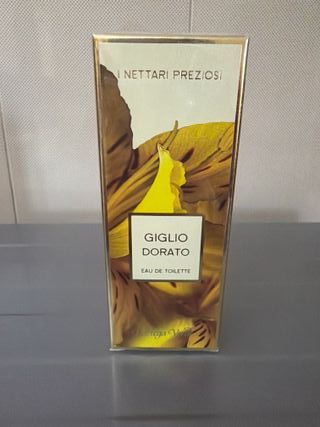 I NETTARI PREZIOSI
GIGLIO
DORATO
EAU DE TOILETTE